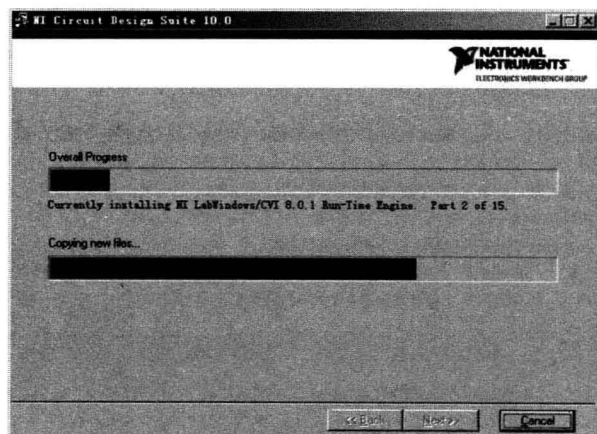 NI Circuit Design Suite 10.0
NATIONAL
INSTRUMENTS
ELECTRONICS WORKBENCH GROUP
Overall Progress
Currently installing NI LabWindows/CVI 8.0.1 Run-Time Engine. Part 2 of 15.
Copying new files...
<< Back
Next >>
Cancel